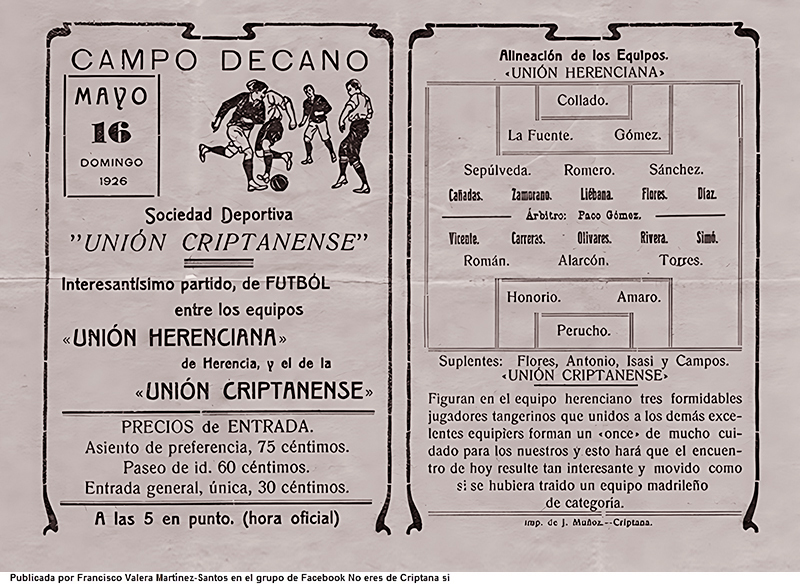 CAMPO DECANO
MAYO
16
DOMINGO
1926
Sociedad Deportiva
"UNIÓN CRIPTANENSE"
Interesantísimo partido, de FUTBÓL
entre los equipos
«UNIÓN HERENCIANA»
de Herencia, y el de la
«UNIÓN CRIPTANENSE»
PRECIOS de ENTRADA.
Asiento de preferencia, 75 céntimos.
Paseo de id. 60 céntimos.
Entrada general, única, 30 céntimos.
A las 5 en punto. (hora oficial)
Alineación de los Equipos.
«UNIÓN HERENCIANA»
Collado.
La Fuente. Gómez.
Sepúlveda. Romero. Sánchez.
Cañadas. Zamorano. Liébana. Flores. Díaz.
Árbitro: Paco Gómez.
Vicente. Carreras. Olivares. Rivera. Simó.
Román. Alarcón. Torres.
Honorio. Amaro.
Perucho.
Suplentes: Flores, Antonio, Isasi y Campos.
«UNIÓN CRIPTANENSE»
Figuran en el equipo herenciano tres formidables
jugadores tangerinos que unidos a los demás exce-
lentes equipiers forman un «once» de mucho cui-
dado para los nuestros y esto hará que el encuen-
tro de hoy resulte tan interesante y movido como
si se hubiera traido un equipo madrileño
de categoria.
Imp. de J. Muñoz.--Criptana.
Publicada por Francisco Valera Martínez-Santos en el grupo de Facebook No eres de Criptana si